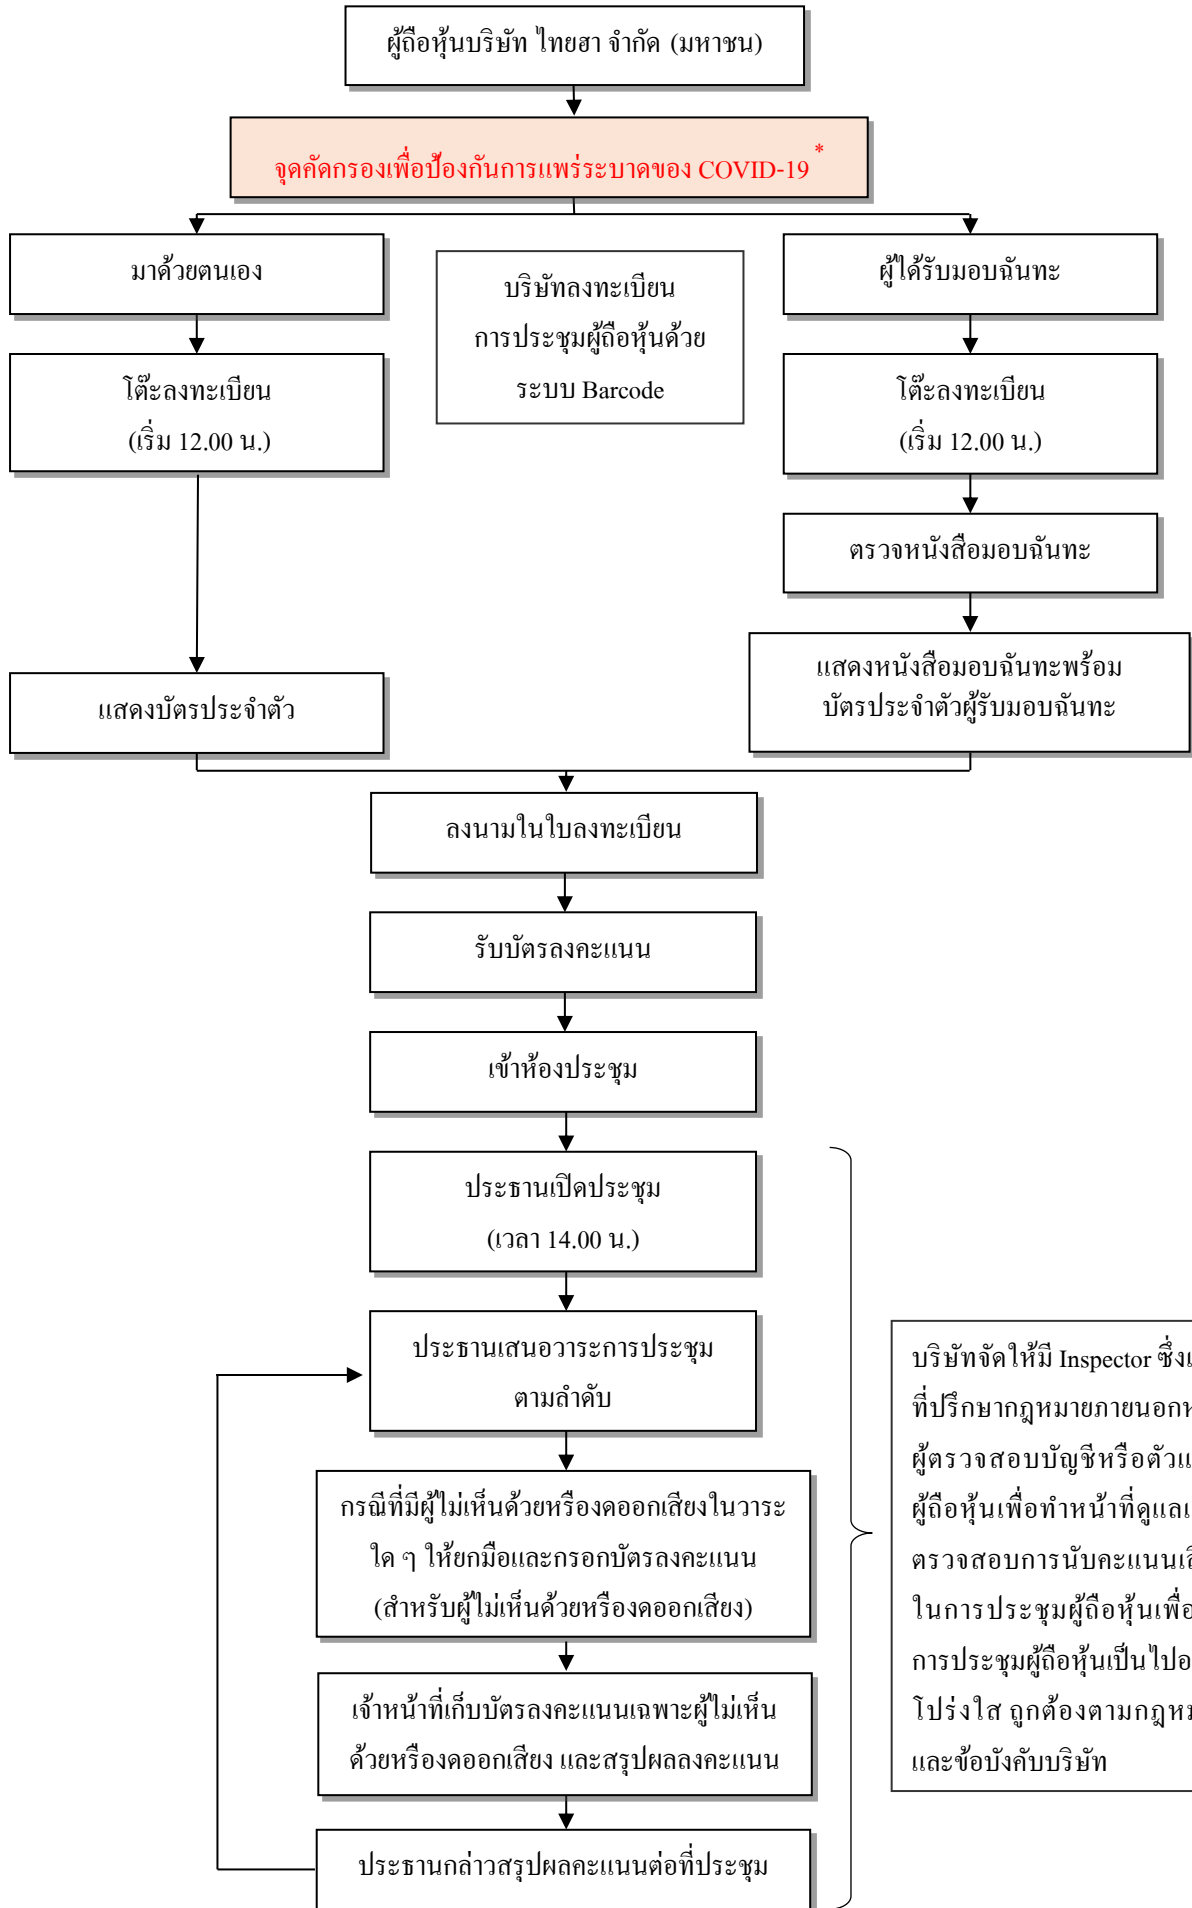 ผู้ถือหุ้นบริษัท ไทยฮา จำกัด (มหาชน)
จุดคัดกรองเพื่อป้องกันการแพร่ระบาดของ COVID-19 *
มาด้วยตนเอง
โต๊ะลงทะเบียน
(เริ่ม 12.00 น.)
แสดงบัตรประจำตัว
บริษัทลงทะเบียน
การประชุมผู้ถือหุ้นด้วย
ระบบ Barcode
ผู้ได้รับมอบฉันทะ
โต๊ะลงทะเบียน
(เริ่ม 12.00 น.)
ตรวจหนังสือมอบฉันทะ
แสดงหนังสือมอบฉันทะพร้อม
บัตรประจำตัวผู้รับมอบฉันทะ
ลงนามในใบลงทะเบียน
รับบัตรลงคะแนน
เข้าห้องประชุม
ประธานเปิดประชุม
(เวลา 14.00 น.)
ประธานเสนอวาระการประชุม
ตามลำดับ
กรณีที่มีผู้ไม่เห็นด้วยหรืองดออกเสียงในวาระ
ใด ๆ ให้ยกมือและกรอกบัตรลงคะแนน
(สำหรับผู้ไม่เห็นด้วยหรืองดออกเสียง)
เจ้าหน้าที่เก็บบัตรลงคะแนนเฉพาะผู้ไม่เห็น
ด้วยหรืองดออกเสียง และสรุปผลลงคะแนน
ประธานกล่าวสรุปผลคะแนนต่อที่ประชุม
บริษัทจัดให้มี Inspector ซึ่ง
ที่ปรึกษากฎหมายภายนอก
ผู้ตรวจสอบบัญชีหรือ
ผู้ถือหุ้นเพื่อทำหน้าที่ดูแล
ตรวจสอบการนับคะแนน
ในการประชุมผู้ถือหุ้นเพื่อ
การประชุมผู้ถือหุ้นเป็นไป
โปร่งใส ถูกต้องตาม
และข้อบังคับบริษัท